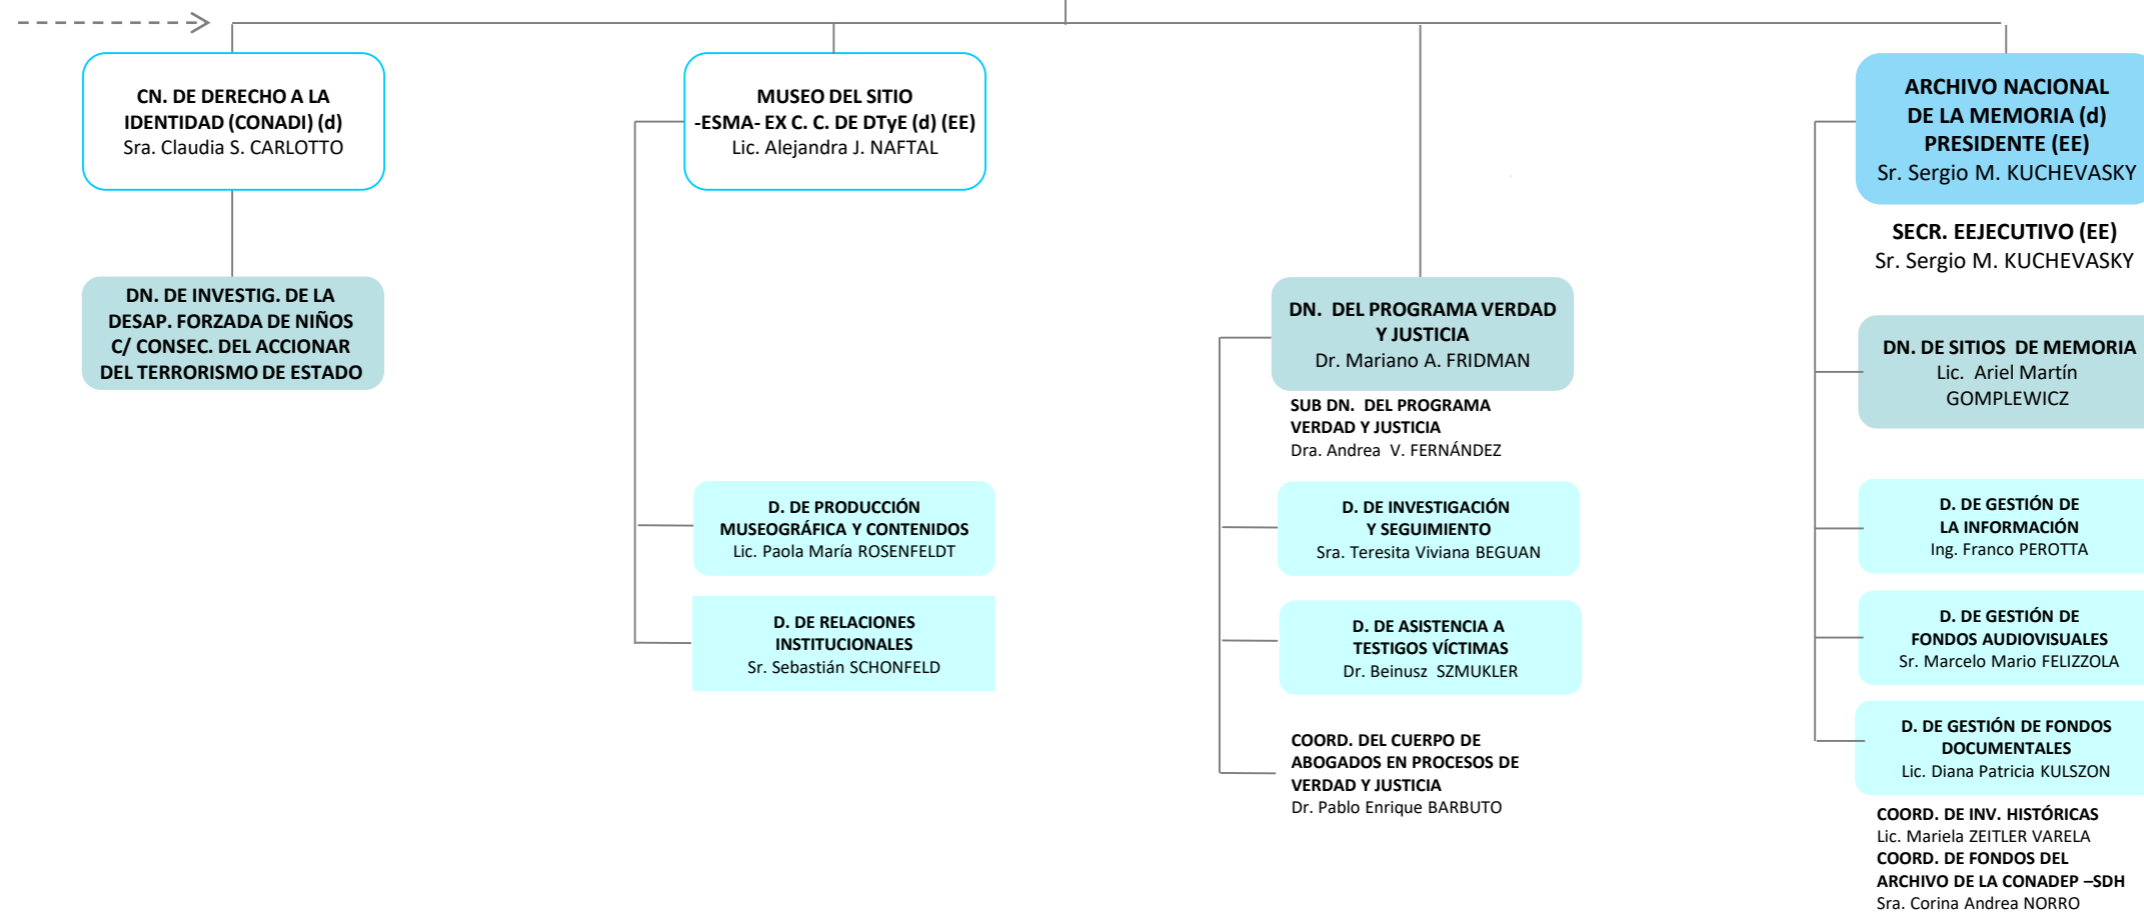 CN. DE DERECHO A LA
IDENTIDAD (CONADI) (d)
Sra. Claudia S. CARLOTTO
DN. DE INVESTIG. DE LA
DESAP. FORZADA DE NIÑOS
C/ CONSEC. DEL ACCIONAR
DEL TERRORISMO DE ESTADO
MUSEO DEL SITIO
-ESMA- EX C. C. DE DTyE (d) (EE)
Lic. Alejandra J. NAFTAL
D. DE PRODUCCIÓN
MUSEOGRÁFICA Y CONTENIDOS
Lic. Paola María ROSENFELDT
D. DE RELACIONES
INSTITUCIONALES
Sr. Sebastián SCHONFELD
DN. DEL PROGRAMA VERDAD
Y JUSTICIA
Dr. Mariano A. FRIDMAN
SUB DN. DEL PROGRAMA
VERDAD Y JUSTICIA
Dra. Andrea V. FERNÁNDEZ
D. DE INVESTIGACIÓN
Y SEGUIMIENTO
Sra. Teresita Viviana BEGUAN
D. DE ASISTENCIA A
TESTIGOS VÍCTIMAS
Dr. Beinusz SZMUKLER
COORD. DEL CUERPO DE
ABOGADOS EN PROCESOS DE
VERDAD Y JUSTICIA
Dr. Pablo Enrique BARBUTO
ARCHIVO NACIONAL
DE LA MEMORIA (d)
PRESIDENTE (EE)
Sr. Sergio M. KUCHEVASKY
SECR. EEJECUTIVO (EE)
Sr. Sergio M. KUCHEVASKY
DN. DE SITIOS DE MEMORIA
Lic. Ariel Martín
GOMPLEWICZ
D. DE GESTIÓN DE
LA INFORMACIÓN
Ing. Franco PEROTTA
D. DE GESTIÓN DE
FONDOS AUDIOVISUALES
Sr. Marcelo Mario FELIZZOLA
D. DE GESTIÓN DE FONDOS
DOCUMENTALES
Lic. Diana Patricia KULSZON
COORD. DE INV. HISTÓRICAS
Lic. Mariela ZEITLER VARELA
COORD. DE FONDOS DEL
ARCHIVO DE LA CONADEP –SDH
Sra. Corina Andrea NORRO